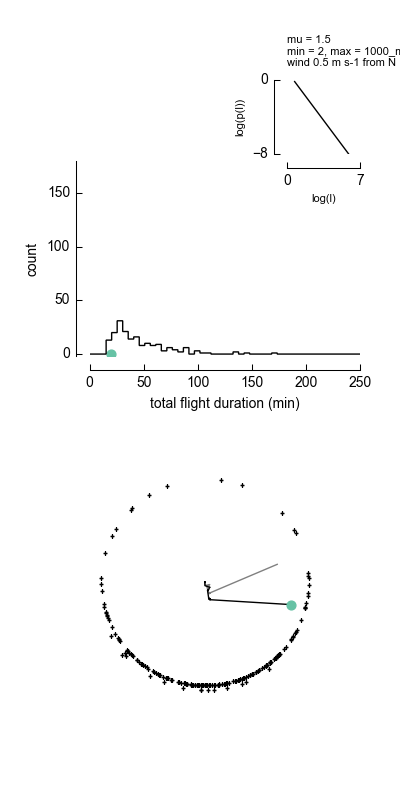 mu = 1.5
min = 2, max = 1000_m
wind 0.5 m s-1 from N
0
−8
log(p(l))
0 7
log(l)
150
100
50
0
count
0 50 100 150 200 250
total flight duration (min)